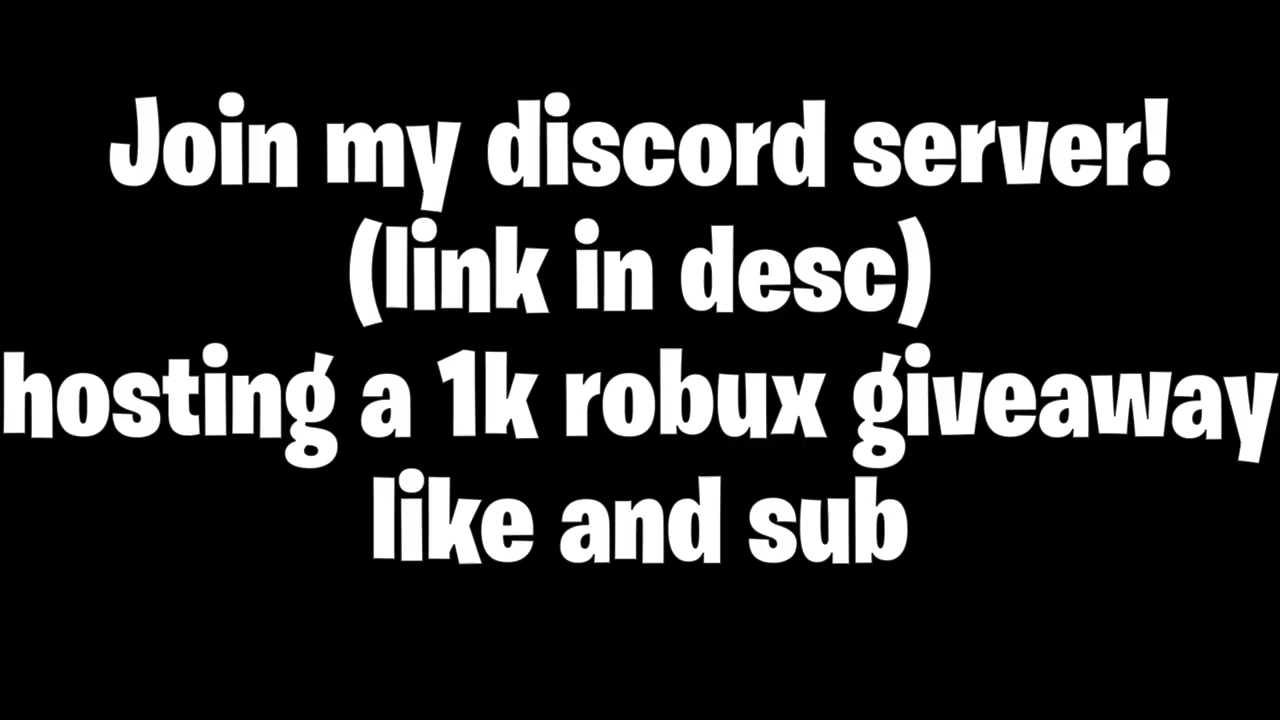 Join my discord server!
(link in desc)
hosting a 1k robux giveaway
like and sub